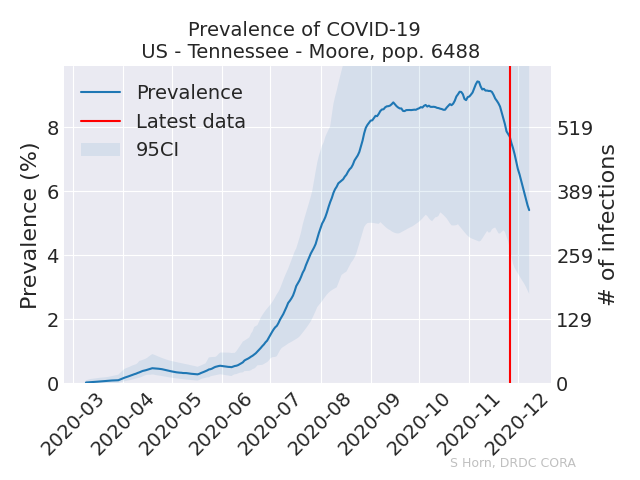 Prevalence of COVID-19
US - Tennessee - Moore, pop. 6488
Prevalence
Latest data
95CI
Prevalence (%)
8
6
4
2
0
519
389
259
129
0
# of infections
2020-03
2020-04
2020-05
2020-06
2020-07
2020-08
2020-09
2020-10
2020-11
2020-12
S Horn, DRDC CORA